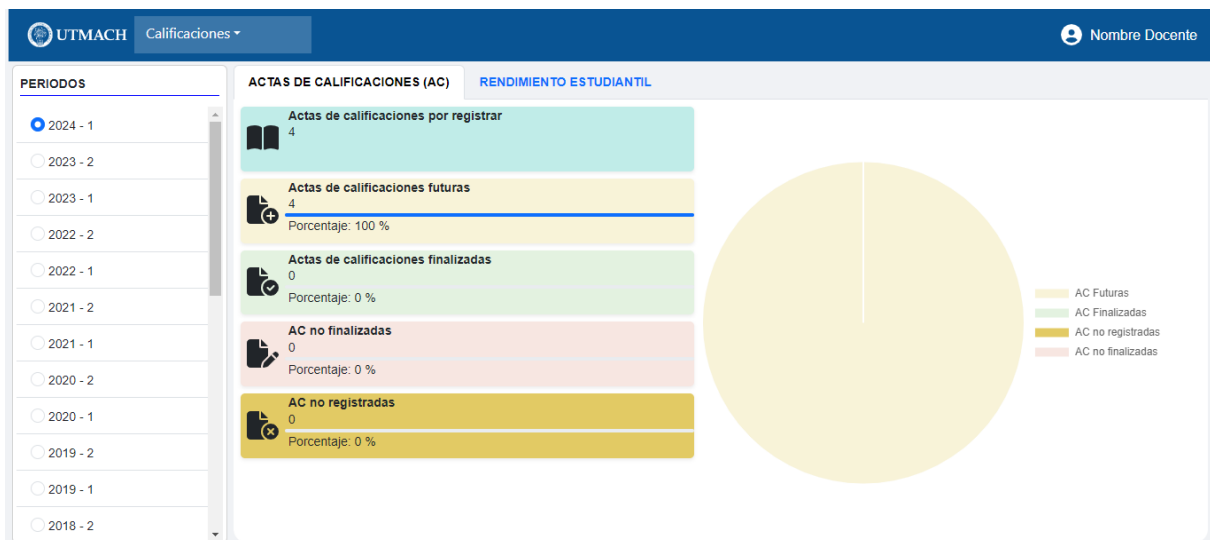 UTMACH
Calificaciones
Nombre Docente
PERIODOS
2024 - 1
2023 - 2
2023 - 1
2022 - 2
2022 - 1
2021 - 2
2021 - 1
2020 - 2
2020 - 1
2019 - 2
2019 - 1
2018 - 2
ACTAS DE CALIFICACIONES (AC)
RENDIMIENTO ESTUDIANTIL
Actas de calificaciones por registrar
4
Actas de calificaciones futuras
4
Porcentaje: 100 %
Actas de calificaciones finalizadas
0
Porcentaje: 0 %
AC no finalizadas
0
Porcentaje: 0 %
AC no registradas
0
Porcentaje: 0 %
AC Futuras
AC Finalizadas
AC no registradas
AC no finalizadas